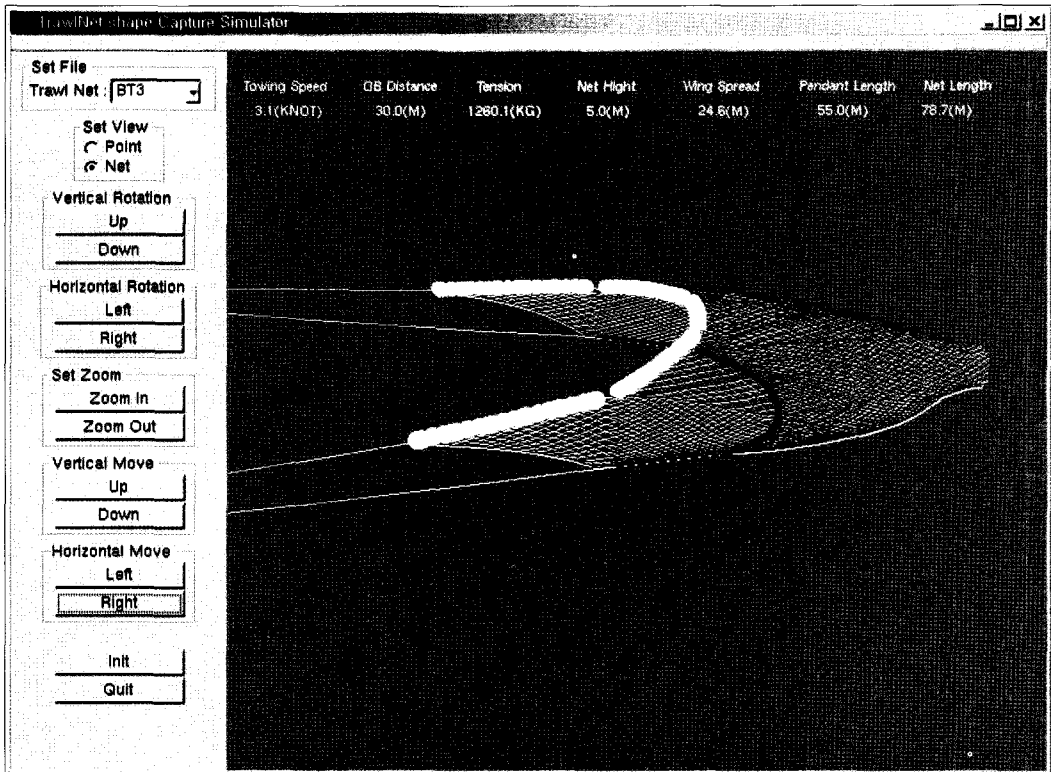 TrawlNet shape Capture Simulator
Set File
Trawl Net : BT3
Set View
Point
Net
Vertical Rotation
Up
Down
Horizontal Rotation
Left
Right
Set Zoom
Zoom In
Zoom Out
Vertical Move
Up
Down
Horizontal Move
Left
Right
Init
Quit
Towing Speed OB Distance Tension Net Hight Wing Spread Pendant Length Net Length
3.1(KNOT) 30.0(M) 1260.1(KG) 5.0(M) 24.6(M) 55.0(M) 78.7(M)